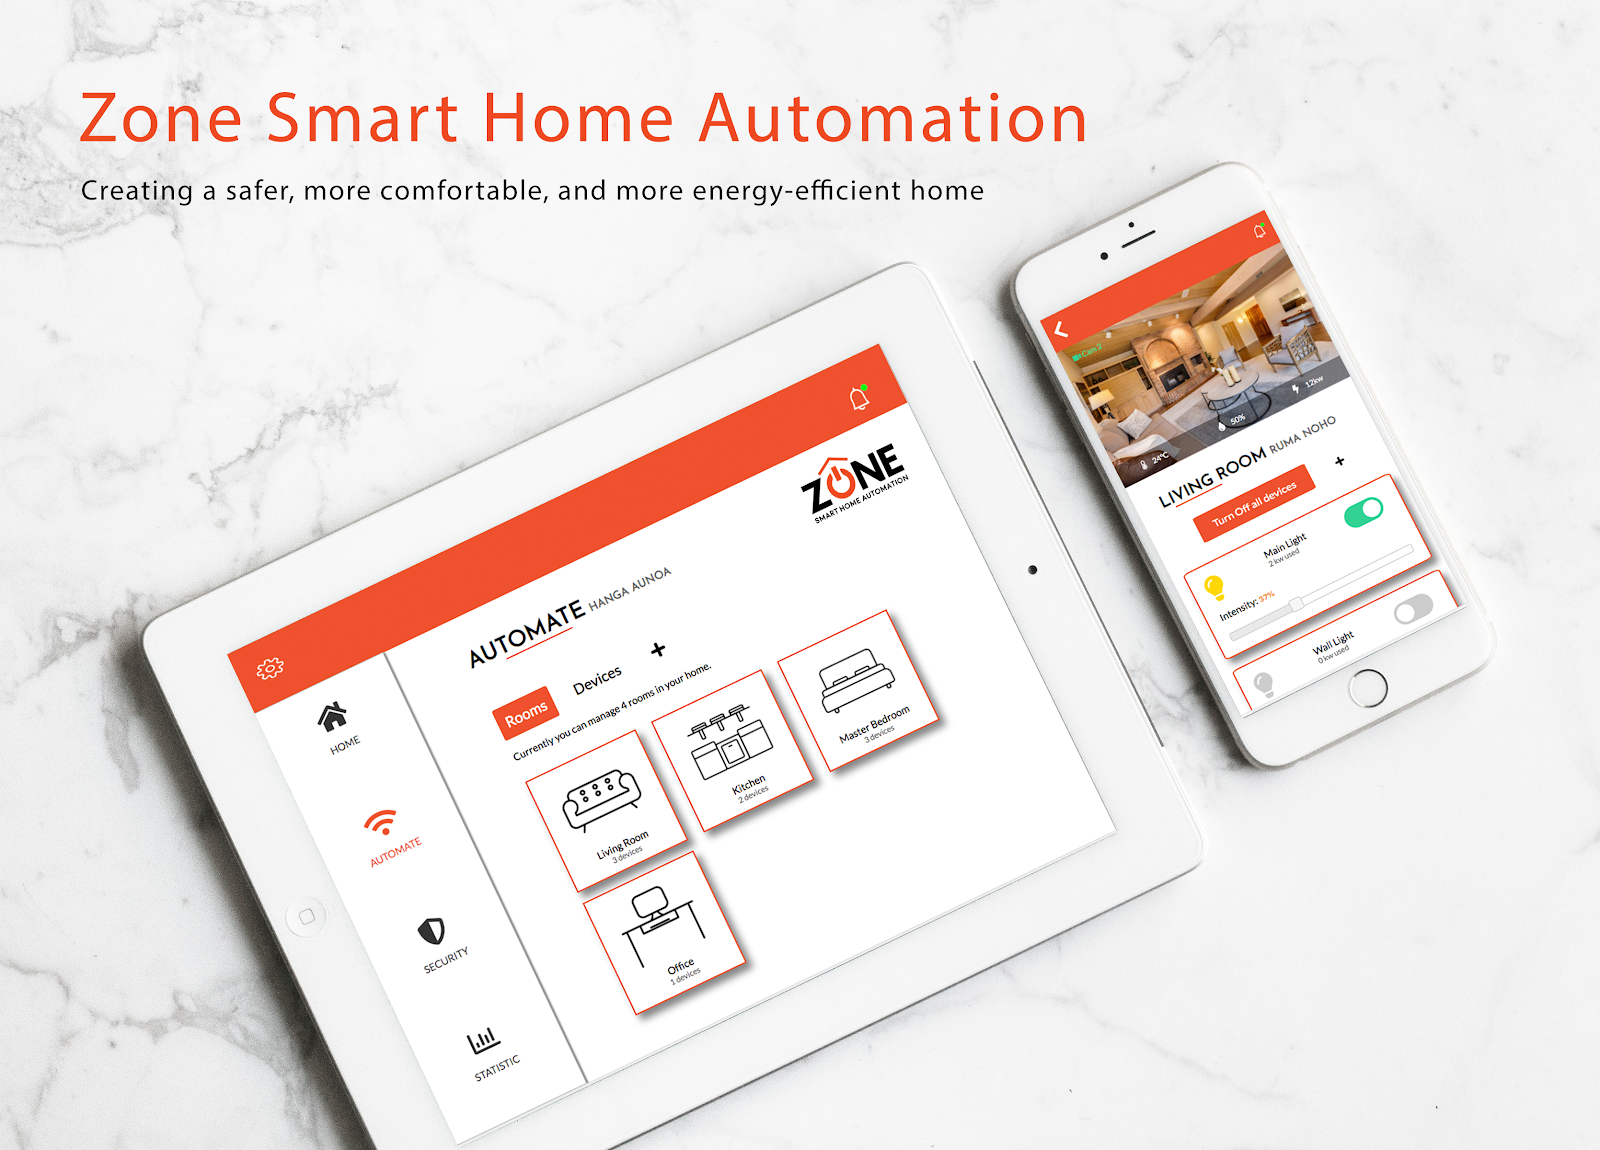 Zone Smart Home Automation
Creating a safer, more comfortable, and more energy-efficient home
ZONE
SMART HOME AUTOMATION
AUTOMATE HANGA AUNOA
Rooms Devices +
Currently you can manage 4 rooms in your home.
Living Room
3 devices
Kitchen
2 devices
Master Bedroom
3 devices
Office
1 devices
HOME
AUTOMATE
SECURITY
STATISTIC
Cam 2
24°C
50%
12kw
LIVING ROOM RUMA NOHO
Turn Off all devices +
Main Light
2 kw used
Intensity: 37%
Wall Light
0 kw used